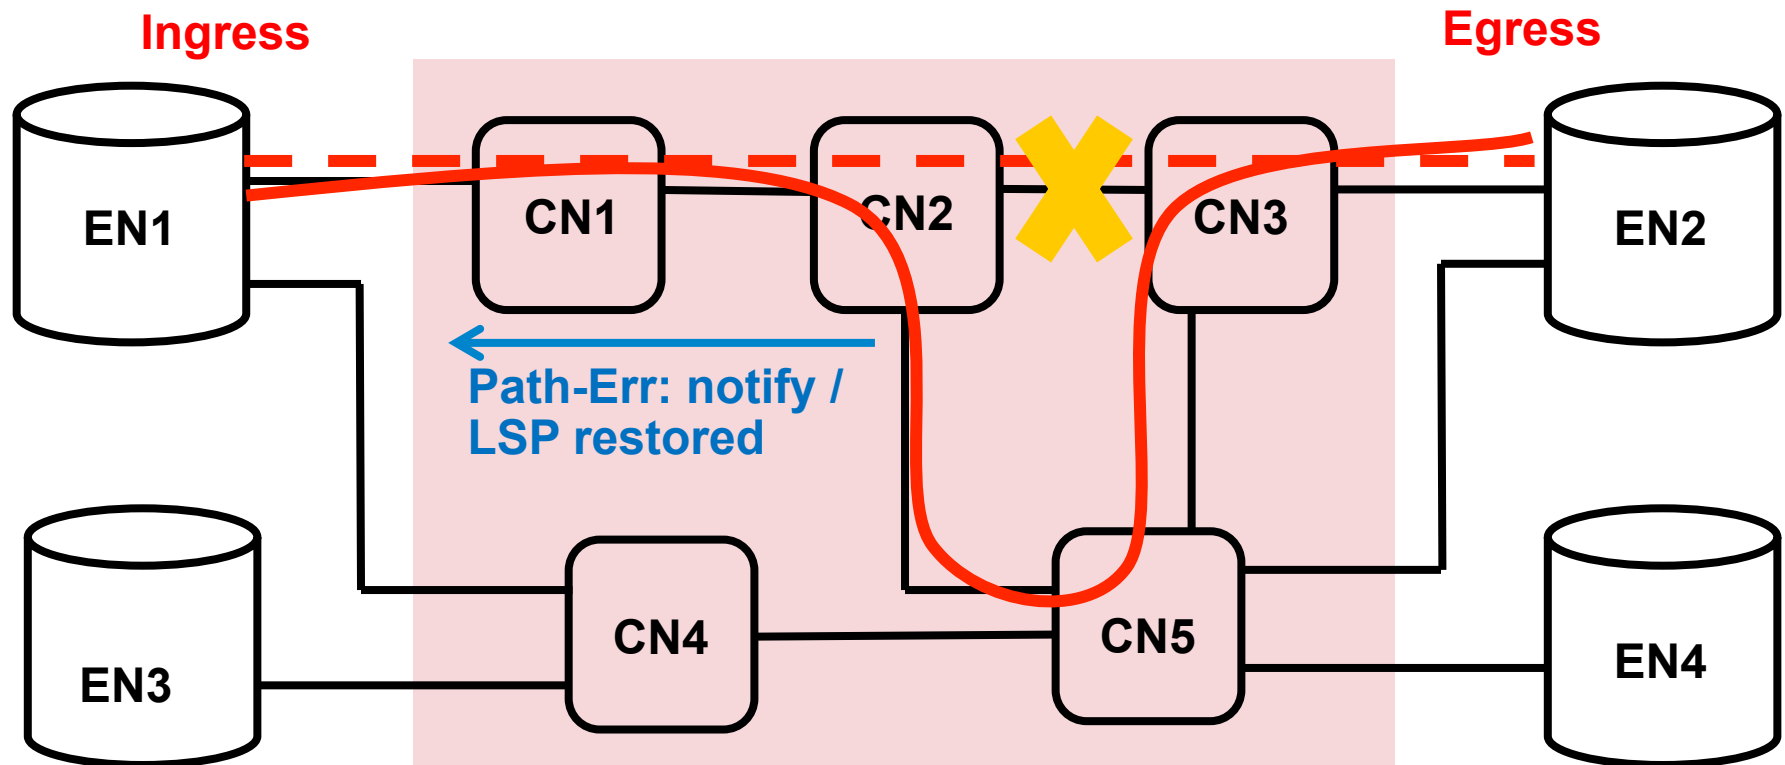 Ingress
Egress
EN1
CN1
CN2
CN3
EN2
Path-Err: notify /
LSP restored
EN3
CN4
CN5
EN4